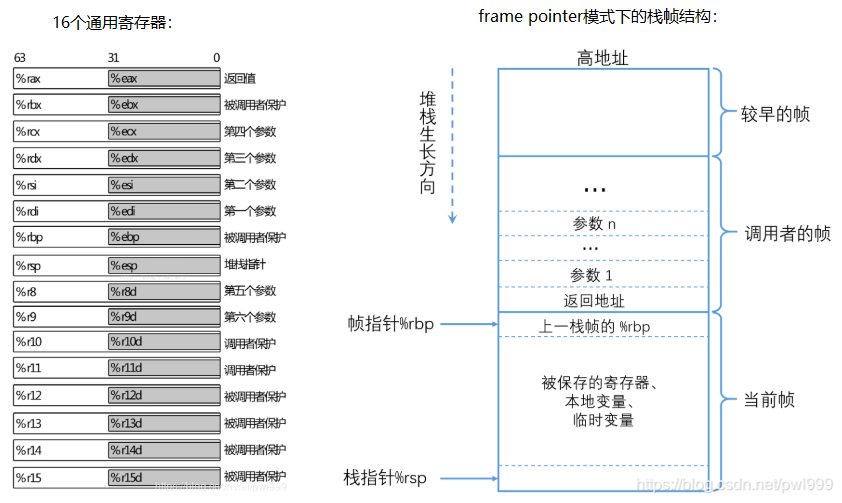 16个通用寄存器：
63 31 0
%rax %eax 返回值
%rbx %ebx 被调用者保护
%rcx %ecx 第四个参数
%rdx %edx 第三个参数
%rsi %esi 第二个参数
%rdi %edi 第一个参数
%rbp %ebp 被调用者保护
%rsp %esp 堆栈指针
%r8 %r8d 第五个参数
%r9 %r9d 第六个参数
%r10 %r10d 调用者保护
%r11 %r11d 调用者保护
%r12 %r12d 被调用者保护
%r13 %r13d 被调用者保护
%r14 %r14d 被调用者保护
%r15 %r15d 被调用者保护
frame pointer模式下的栈帧结构：
高地址
堆栈生长方向
较早的帧
...
参数 n
...
参数 1
返回地址
调用者的帧
帧指针%rbp
上一栈帧的 %rbp
被保存的寄存器、
本地变量、
临时变量
当前帧
栈指针%rsp
https://blog.csdn.net/pwl999